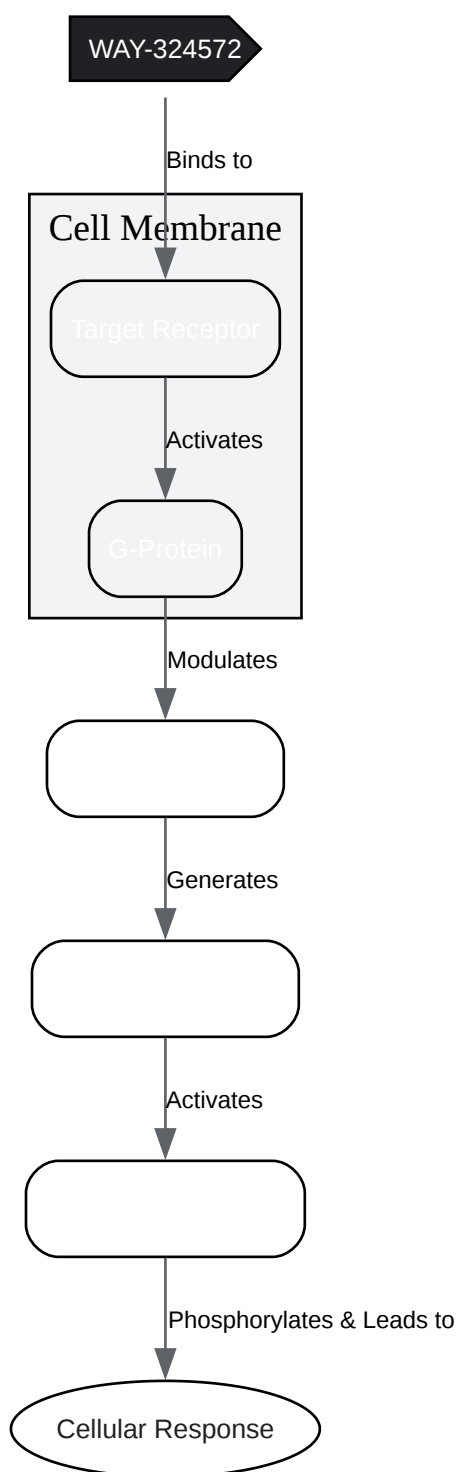 WAY-324572
Binds to
Cell Membrane
Target Receptor
Activates
G-Protein
Modulates
Generates
Activates
Phosphorylates & Leads to
Cellular Response